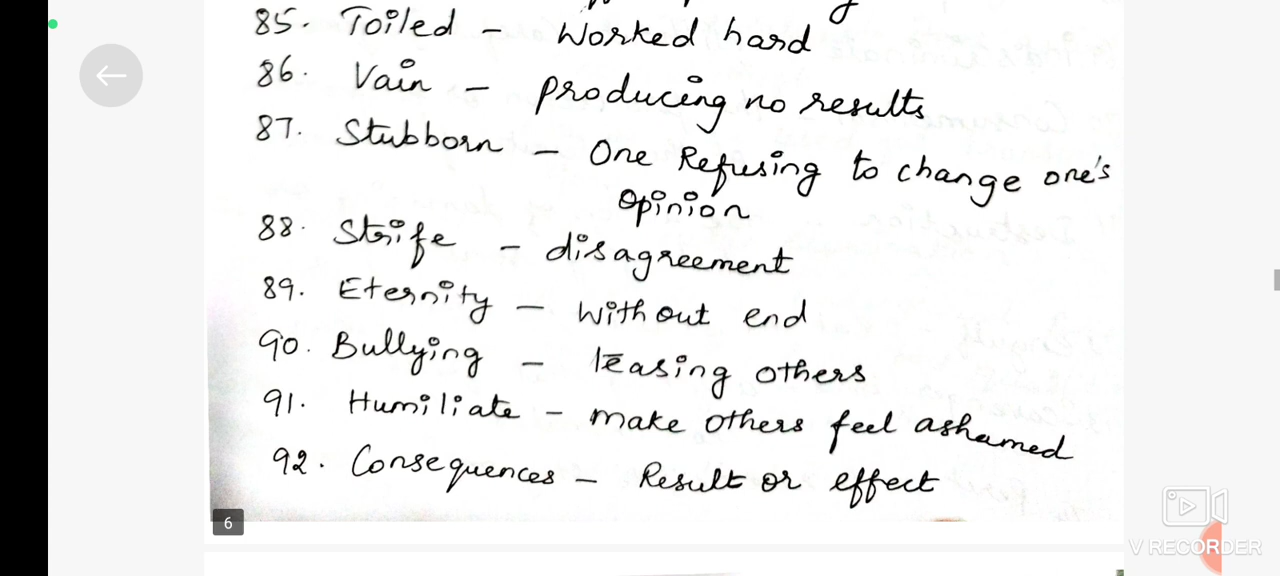 85. Toiled - Worked hard
86. Vain - producing no results
87. Stubborn - One Refusing to change one's
opinion
88. Strife - disagreement
89. Eternity - without end
90. Bullying - teasing others
91. Humiliate - make others feel ashamed
92. Consequences - Result or effect
6
V RECORDER